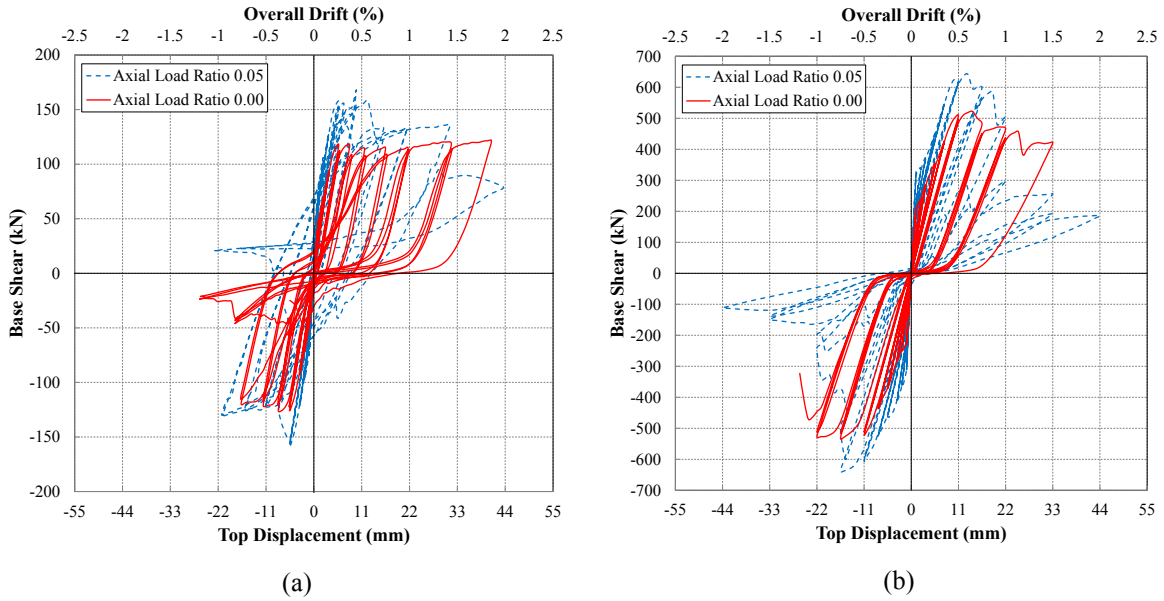 Overall Drift (%)
-2.5 -2 -1.5 -1 -0.5 0 0.5 1 1.5 2 2.5
200
150
100
50
0
-50
-100
-150
-200
Base Shear (kN)
Axial Load Ratio 0.05
Axial Load Ratio 0.00
-55 -44 -33 -22 -11 0 11 22 33 44 55
Top Displacement (mm)
(a)
Overall Drift (%)
-2.5 -2 -1.5 -1 -0.5 0 0.5 1 1.5 2 2.5
700
600
500
400
300
200
100
0
-100
-200
-300
-400
-500
-600
-700
Base Shear (kN)
Axial Load Ratio 0.05
Axial Load Ratio 0.00
-55 -44 -33 -22 -11 0 11 22 33 44 55
Top Displacement (mm)
(b)